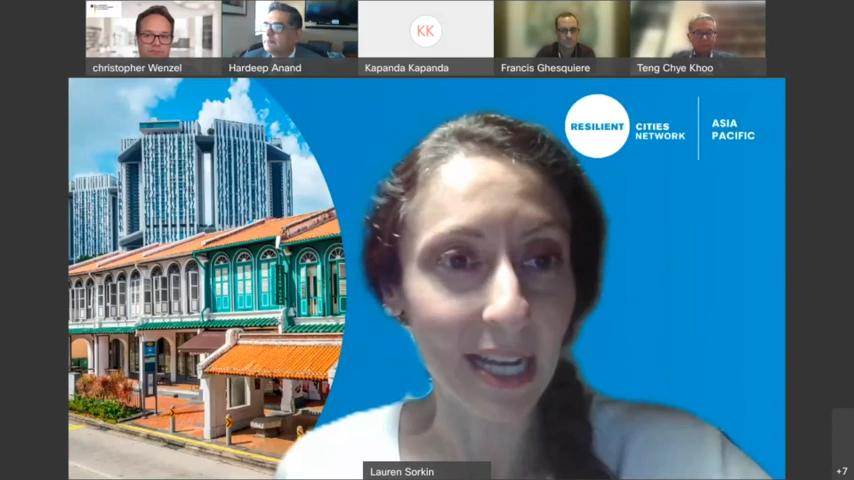 KK
christopher Wenzel
Hardeep Anand
Kapanda Kapanda
Francis Ghesquiere
Teng Chye Khoo
RESILIENT
CITIES
NETWORK
ASIA
PACIFIC
Lauren Sorkin
+7